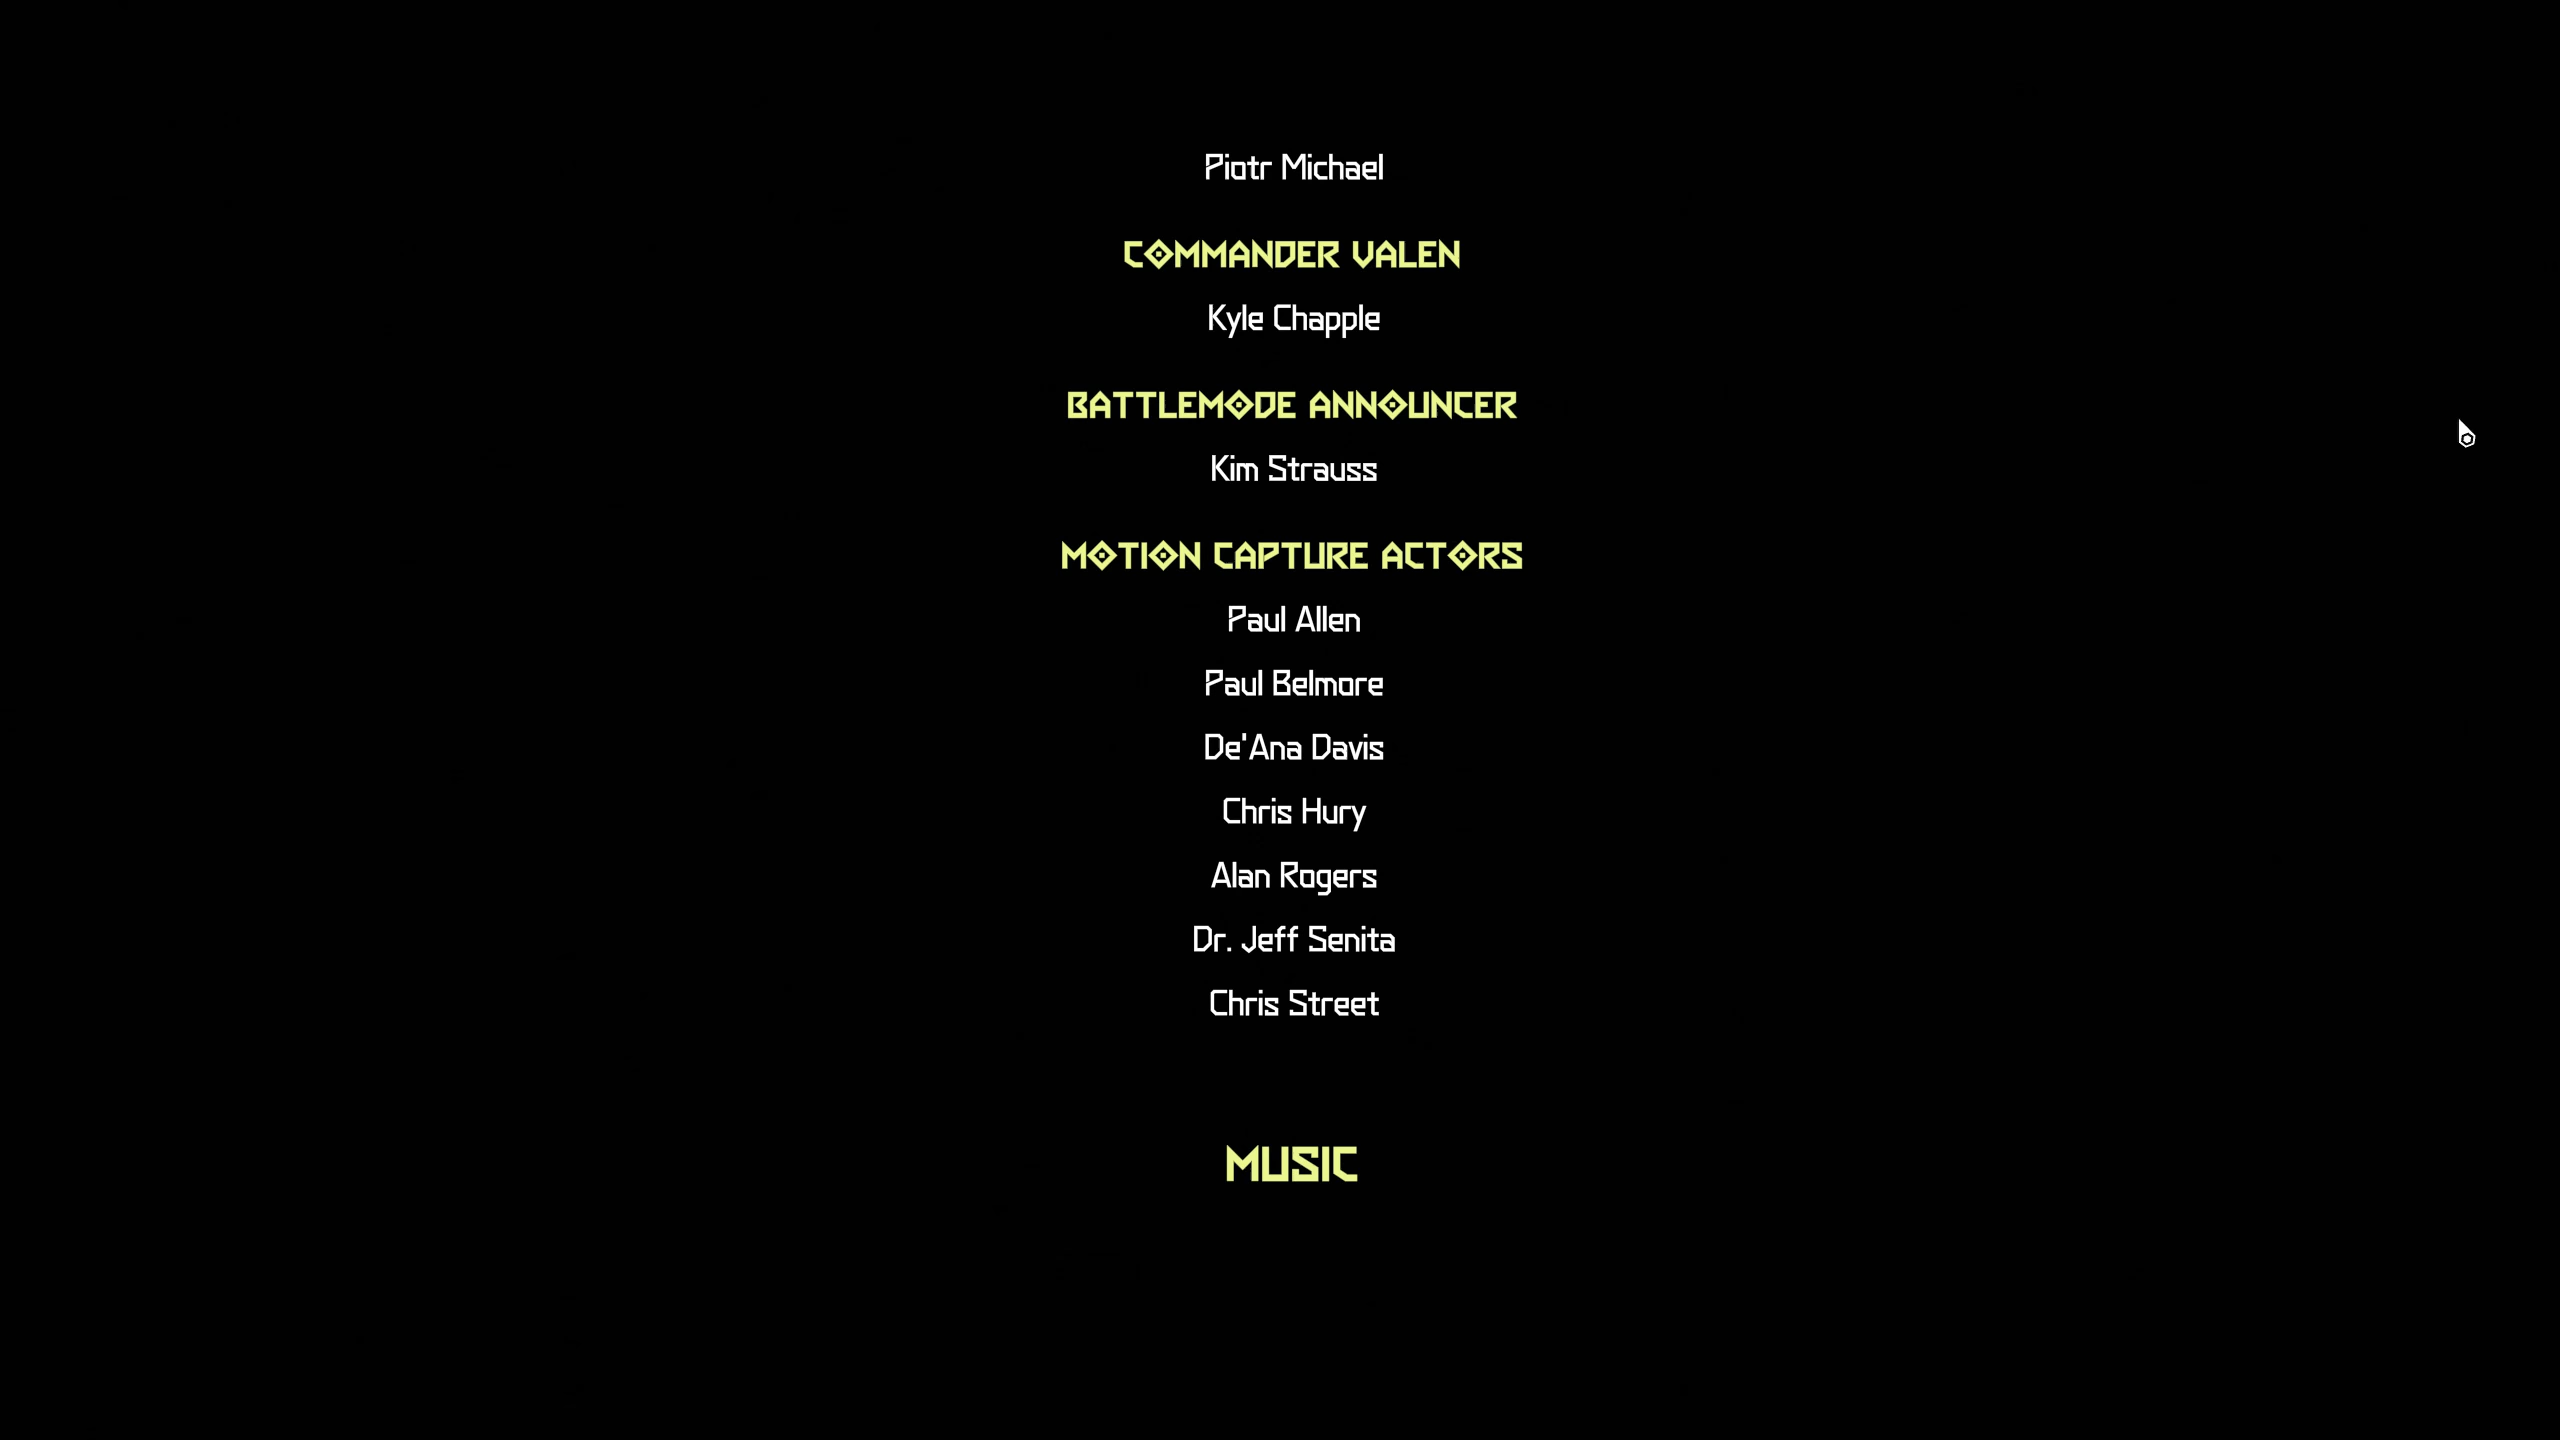 Piotr Michael
COMMANDER VALEN
Kyle Chapple
BATTLEMODE ANNOUNCER
Kim Strauss
MOTION CAPTURE ACTORS
Paul Allen
Paul Belmore
De'Ana Davis
Chris Hury
Alan Rogers
Dr. Jeff Senita
Chris Street
MUSIC